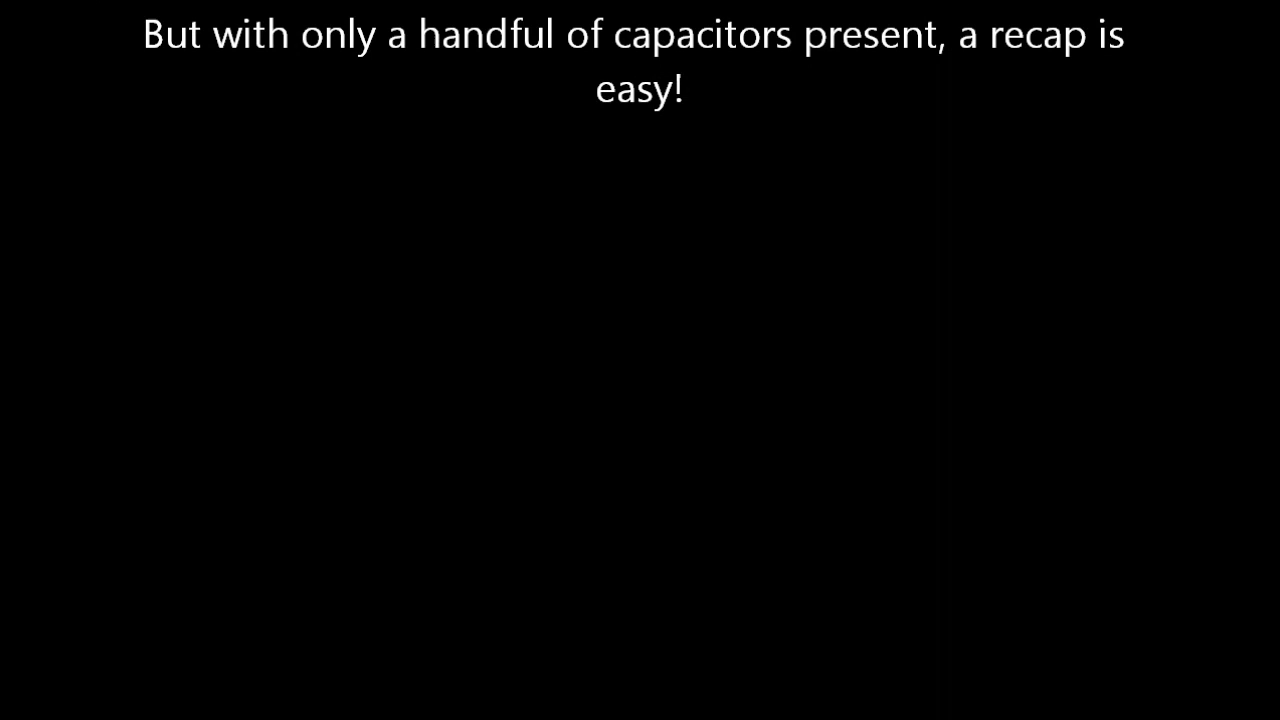 But with only a handful of capacitors present, a recap is
easy!